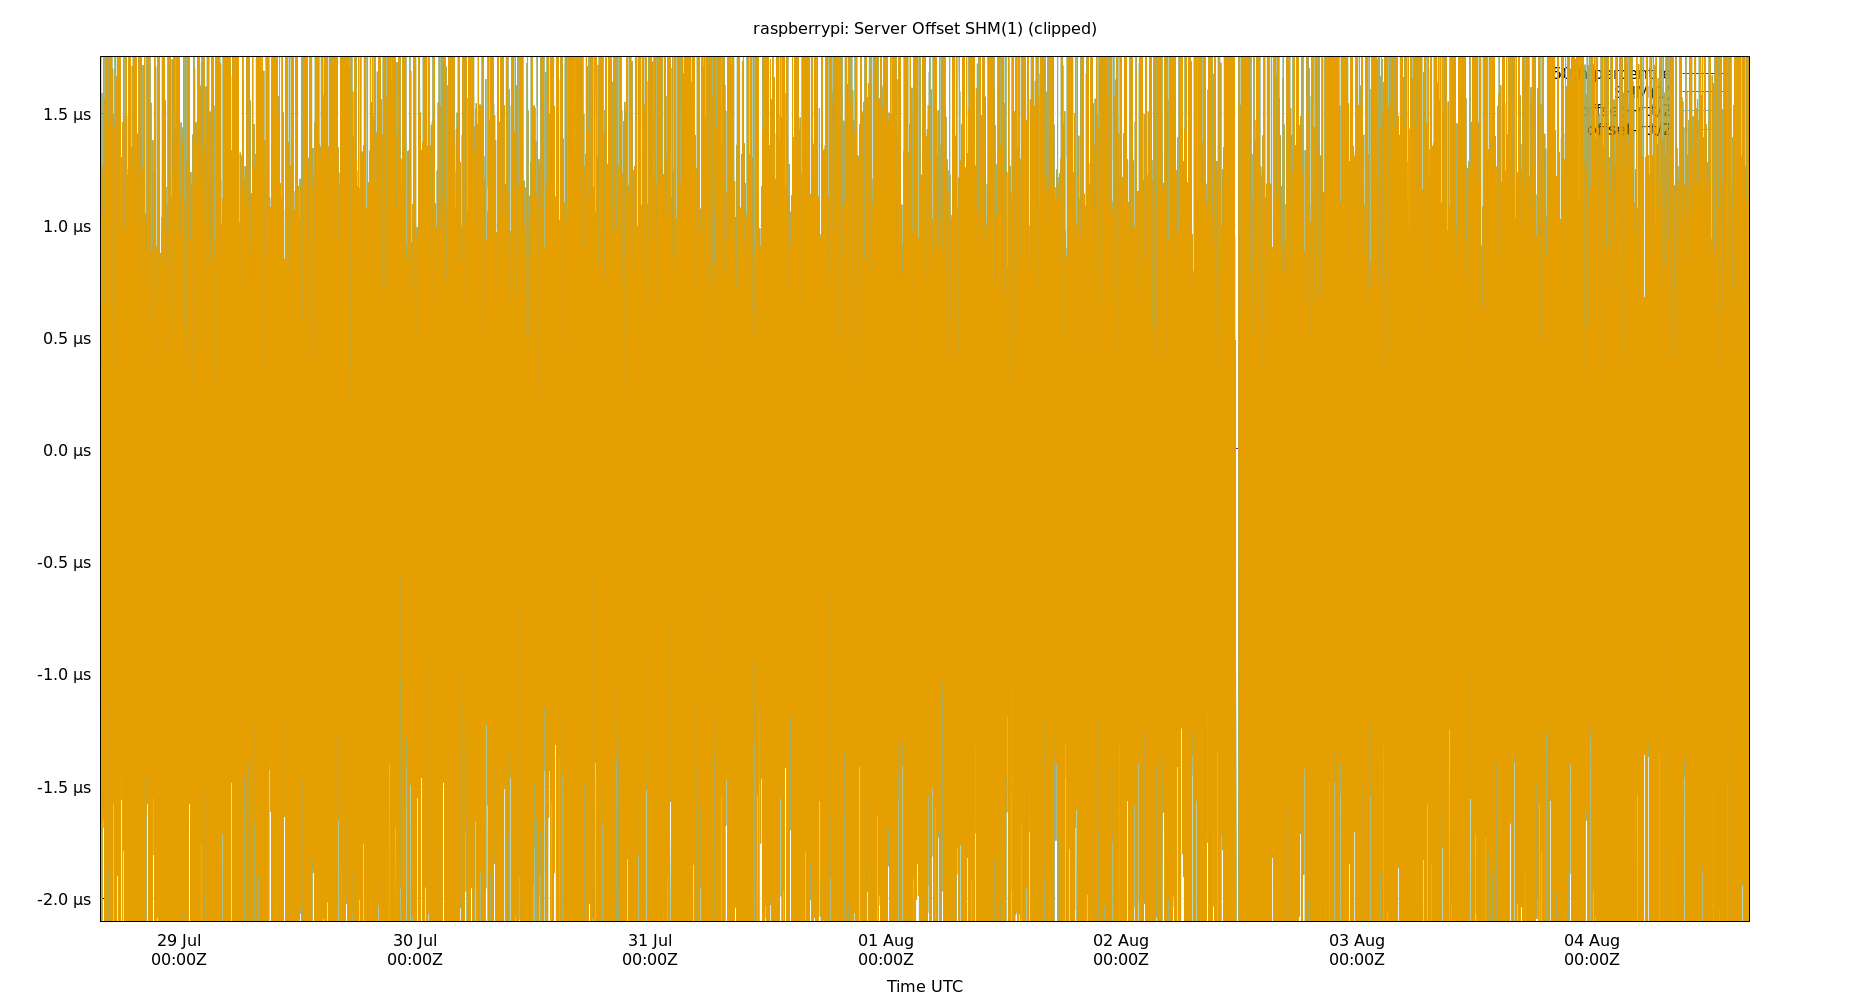 raspberrypi: Server Offset SHM(1) (clipped)
1.5 µs
1.0 µs
0.5 µs
0.0 µs
-0.5 µs
-1.0 µs
-1.5 µs
-2.0 µs
offset-rtt/2
29 Jul 30 Jul 31 Jul 01 Aug 02 Aug 03 Aug 04 Aug
00:00Z 00:00Z 00:00Z 00:00Z 00:00Z 00:00Z 00:00Z
Time UTC